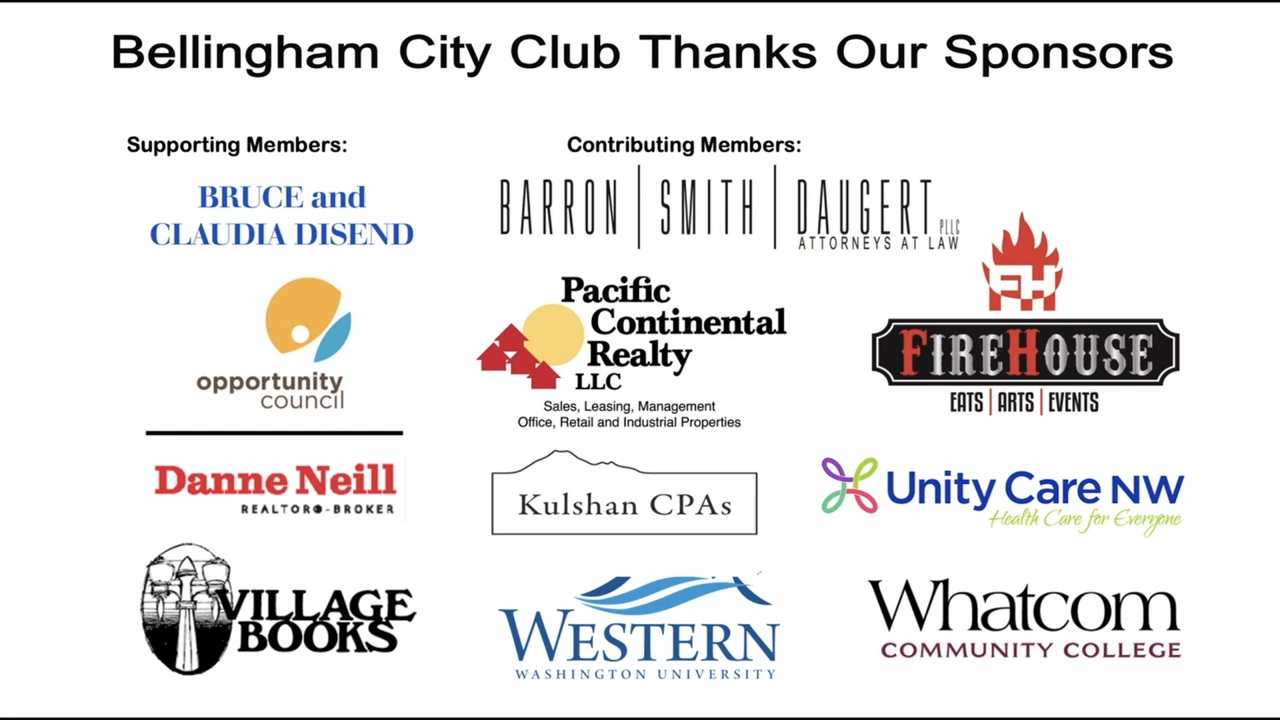 Bellingham City Club Thanks Our Sponsors
Supporting Members:
BRUCE and
CLAUDIA DISEND
opportunity
council
Danne Neill
REALTOR®-BROKER
VILLAGE
BOOKS
Contributing Members:
BARRON | SMITH | DAUGERT PLLC
ATTORNEYS AT LAW
Pacific
Continental
Realty
LLC
Sales, Leasing, Management
Office, Retail and Industrial Properties
FH
FIREHOUSE
EATS | ARTS | EVENTS
Kulshan CPAs
Unity Care NW
Health Care for Everyone
WESTERN
WASHINGTON UNIVERSITY
Whatcom
COMMUNITY COLLEGE